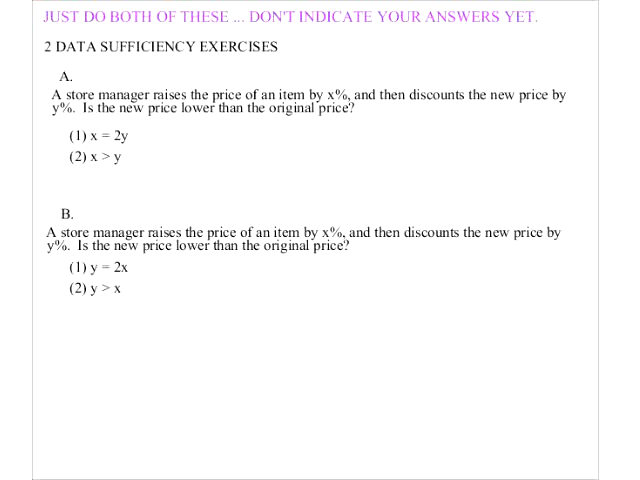 JUST DO BOTH OF THESE ... DON'T INDICATE YOUR ANSWERS YET.
2 DATA SUFFICIENCY EXERCISES
A.
A store manager raises the price of an item by x%, and then discounts the new price by
y%. Is the new price lower than the original price?
(1) x = 2y
(2) x > y
B.
A store manager raises the price of an item by x%, and then discounts the new price by
y%. Is the new price lower than the original price?
(1) y = 2x
(2) y > x